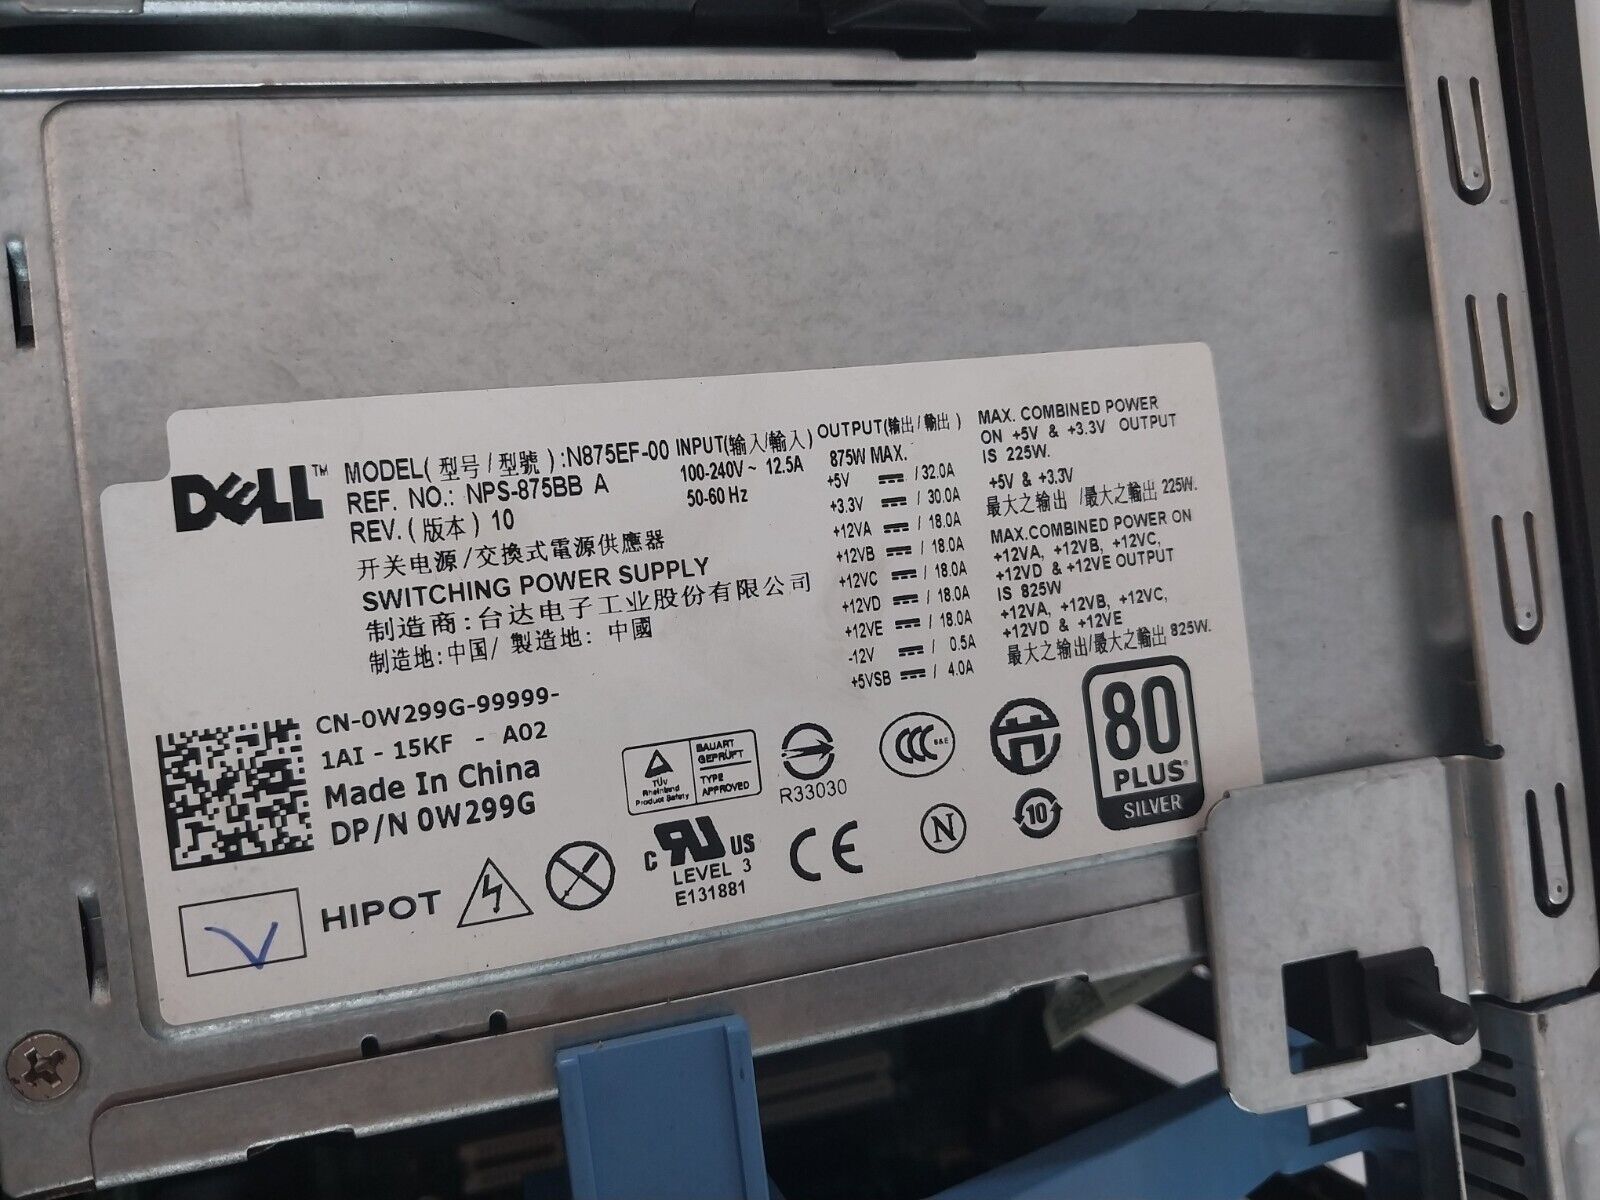 DELL™
MODEL(型号/型號):N875EF-00
REF. NO.: NPS-875BB A
REV.(版本) 10
开关电源/交換式電源供應器
SWITCHING POWER SUPPLY
制造商:台达电子工业股份有限公司
制造地:中国/ 製造地: 中國
INPUT(输入/輸入)
100-240V~ 12.5A
50-60 Hz
OUTPUT(输出/輸出)
875W MAX.
+5V ⎓ /32.0A
+3.3V ⎓ / 30.0A
+12VA ⎓ / 18.0A
+12VB ⎓ / 18.0A
+12VC ⎓ / 18.0A
+12VD ⎓ / 18.0A
+12VE ⎓ / 18.0A
-12V ⎓ / 0.5A
+5VSB ⎓ / 4.0A
MAX. COMBINED POWER
ON +5V & +3.3V OUTPUT
IS 225W.
+5V & +3.3V
最大之输出 /最大之輸出 225W.
MAX.COMBINED POWER ON
+12VA, +12VB, +12VC,
+12VD & +12VE OUTPUT
IS 825W
+12VA, +12VB, +12VC,
+12VD & +12VE
最大之输出/最大之輸出 825W.
CN-0W299G-99999-
1AI - 15KF - A02
Made In China
DP/N 0W299G
HIPOT
TÜV
Rheinland
Product Safety
BAUART
GEPRÜFT
TYPE
APPROVED
R33030
CCC S&E
80
PLUS
SILVER
C RU US
LEVEL 3
E131881
CE
N
10